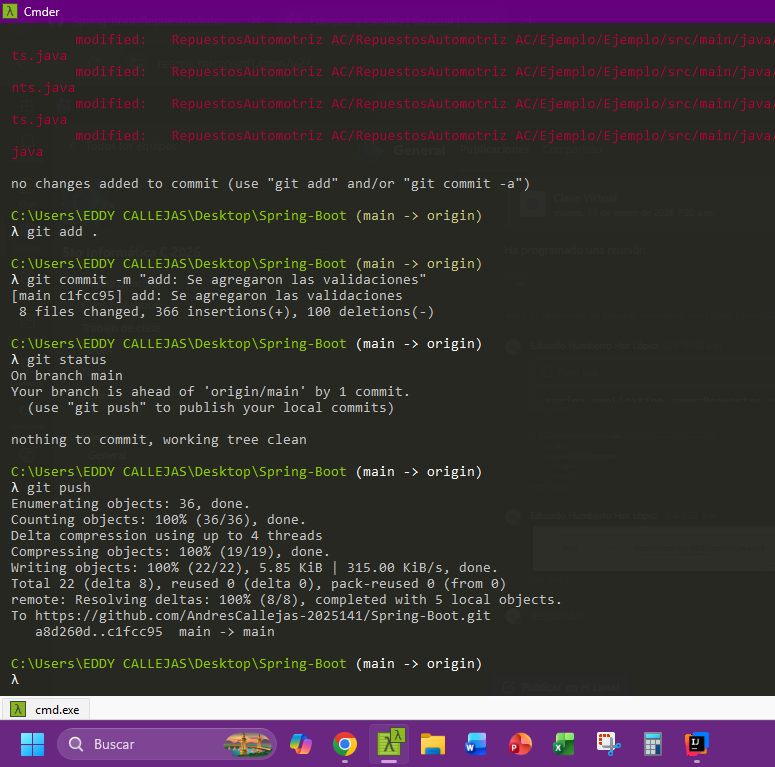 Cmder
modified: RepuestosAutomotriz AC/RepuestosAutomotriz AC/Ejemplo/Ejemplo/src/main/java/
ts.java
modified: RepuestosAutomotriz AC/RepuestosAutomotriz AC/Ejemplo/Ejemplo/src/main/java/
nts.java
modified: RepuestosAutomotriz AC/RepuestosAutomotriz AC/Ejemplo/Ejemplo/src/main/java/
ts.java
modified: RepuestosAutomotriz AC/RepuestosAutomotriz AC/Ejemplo/Ejemplo/src/main/java/
java
no changes added to commit (use "git add" and/or "git commit -a")
C:\Users\EDDY CALLEJAS\Desktop\Spring-Boot (main -> origin)
λ git add .
C:\Users\EDDY CALLEJAS\Desktop\Spring-Boot (main -> origin)
λ git commit -m "add: Se agregaron las validaciones"
[main c1fcc95] add: Se agregaron las validaciones
8 files changed, 366 insertions(+), 100 deletions(-)
C:\Users\EDDY CALLEJAS\Desktop\Spring-Boot (main -> origin)
λ git status
On branch main
Your branch is ahead of 'origin/main' by 1 commit.
(use "git push" to publish your local commits)
nothing to commit, working tree clean
C:\Users\EDDY CALLEJAS\Desktop\Spring-Boot (main -> origin)
λ git push
Enumerating objects: 36, done.
Counting objects: 100% (36/36), done.
Delta compression using up to 4 threads
Compressing objects: 100% (19/19), done.
Writing objects: 100% (22/22), 5.85 KiB | 315.00 KiB/s, done.
Total 22 (delta 8), reused 0 (delta 0), pack-reused 0 (from 0)
remote: Resolving deltas: 100% (8/8), completed with 5 local objects.
To https://github.com/AndresCallejas-2025141/Spring-Boot.git
a8d260d..c1fcc95 main -> main
C:\Users\EDDY CALLEJAS\Desktop\Spring-Boot (main -> origin)
λ
cmd.exe
Buscar